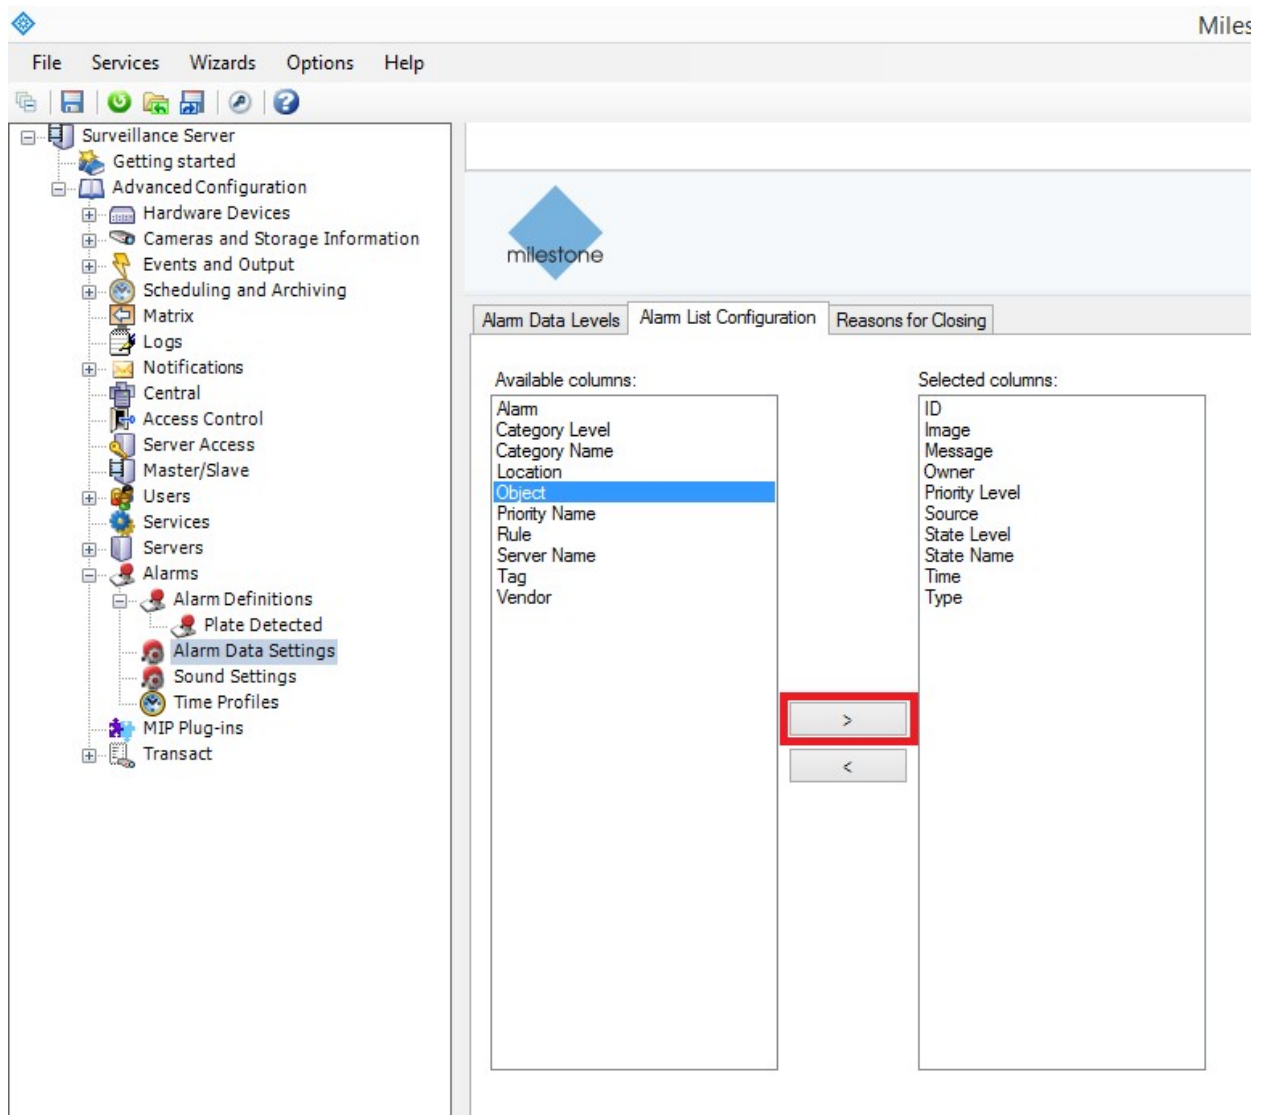 Miles
File Services Wizards Options Help
Surveillance Server
Getting started
Advanced Configuration
Hardware Devices
Cameras and Storage Information
Events and Output
Scheduling and Archiving
Matrix
Logs
Notifications
Central
Access Control
Server Access
Master/Slave
Users
Services
Servers
Alarms
Alarm Definitions
Plate Detected
Alarm Data Settings
Sound Settings
Time Profiles
MIP Plug-ins
Transact
milestone
Alarm Data Levels Alarm List Configuration Reasons for Closing
Available columns:
Alarm
Category Level
Category Name
Location
Object
Priority Name
Rule
Server Name
Tag
Vendor
>
<
Selected columns:
ID
Image
Message
Owner
Priority Level
Source
State Level
State Name
Time
Type